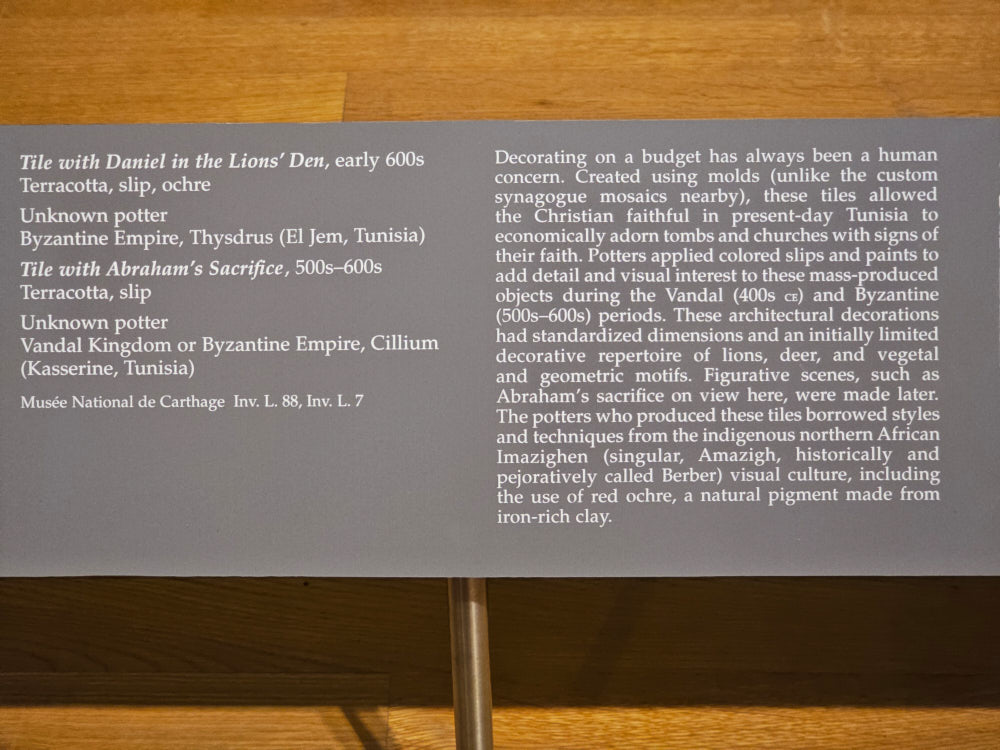 Tile with Daniel in the Lions' Den, early 600s
Terracotta, slip, ochre
Unknown potter
Byzantine Empire, Thysdrus (El Jem, Tunisia)
Tile with Abraham's Sacrifice, 500s–600s
Terracotta, slip
Unknown potter
Vandal Kingdom or Byzantine Empire, Cillium
(Kasserine, Tunisia)
Musée National de Carthage Inv. L. 88, Inv. L. 7
Decorating on a budget has always been a human
concern. Created using molds (unlike the custom
synagogue mosaics nearby), these tiles allowed
the Christian faithful in present-day Tunisia to
economically adorn tombs and churches with signs of
their faith. Potters applied colored slips and paints to
add detail and visual interest to these mass-produced
objects during the Vandal (400s CE) and Byzantine
(500s–600s) periods. These architectural decorations
had standardized dimensions and an initially limited
decorative repertoire of lions, deer, and vegetal
and geometric motifs. Figurative scenes, such as
Abraham's sacrifice on view here, were made later.
The potters who produced these tiles borrowed styles
and techniques from the indigenous northern African
Imazighen (singular, Amazigh, historically and
pejoratively called Berber) visual culture, including
the use of red ochre, a natural pigment made from
iron-rich clay.